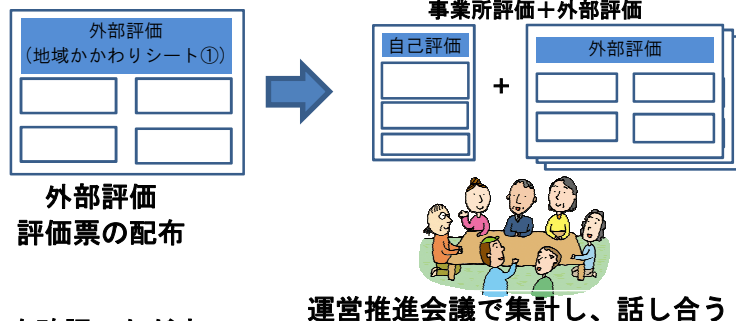 外部評価
（地域かかわりシート①）
外部評価
評価票の配布
事業所評価＋外部評価
自己評価
+
外部評価
運営推進会議で集計し、話し合う